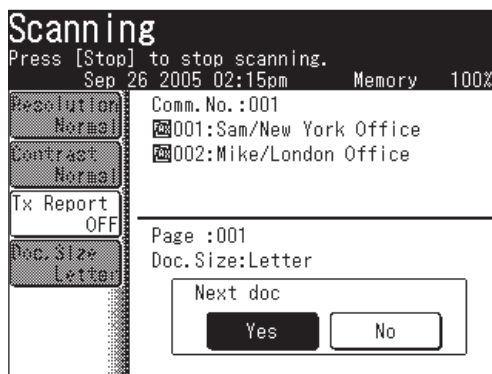 Scanning
Press [Stop] to stop scanning.
Sep 26 2005 02:15pm Memory 100%
Resolution
Normal
Contrast
Normal
Tx Report
OFF
Doc.Size
Letter
Comm.No.:001
FAX001:Sam/New York Office
FAX002:Mike/London Office
Page :001
Doc.Size:Letter
Next doc
Yes No